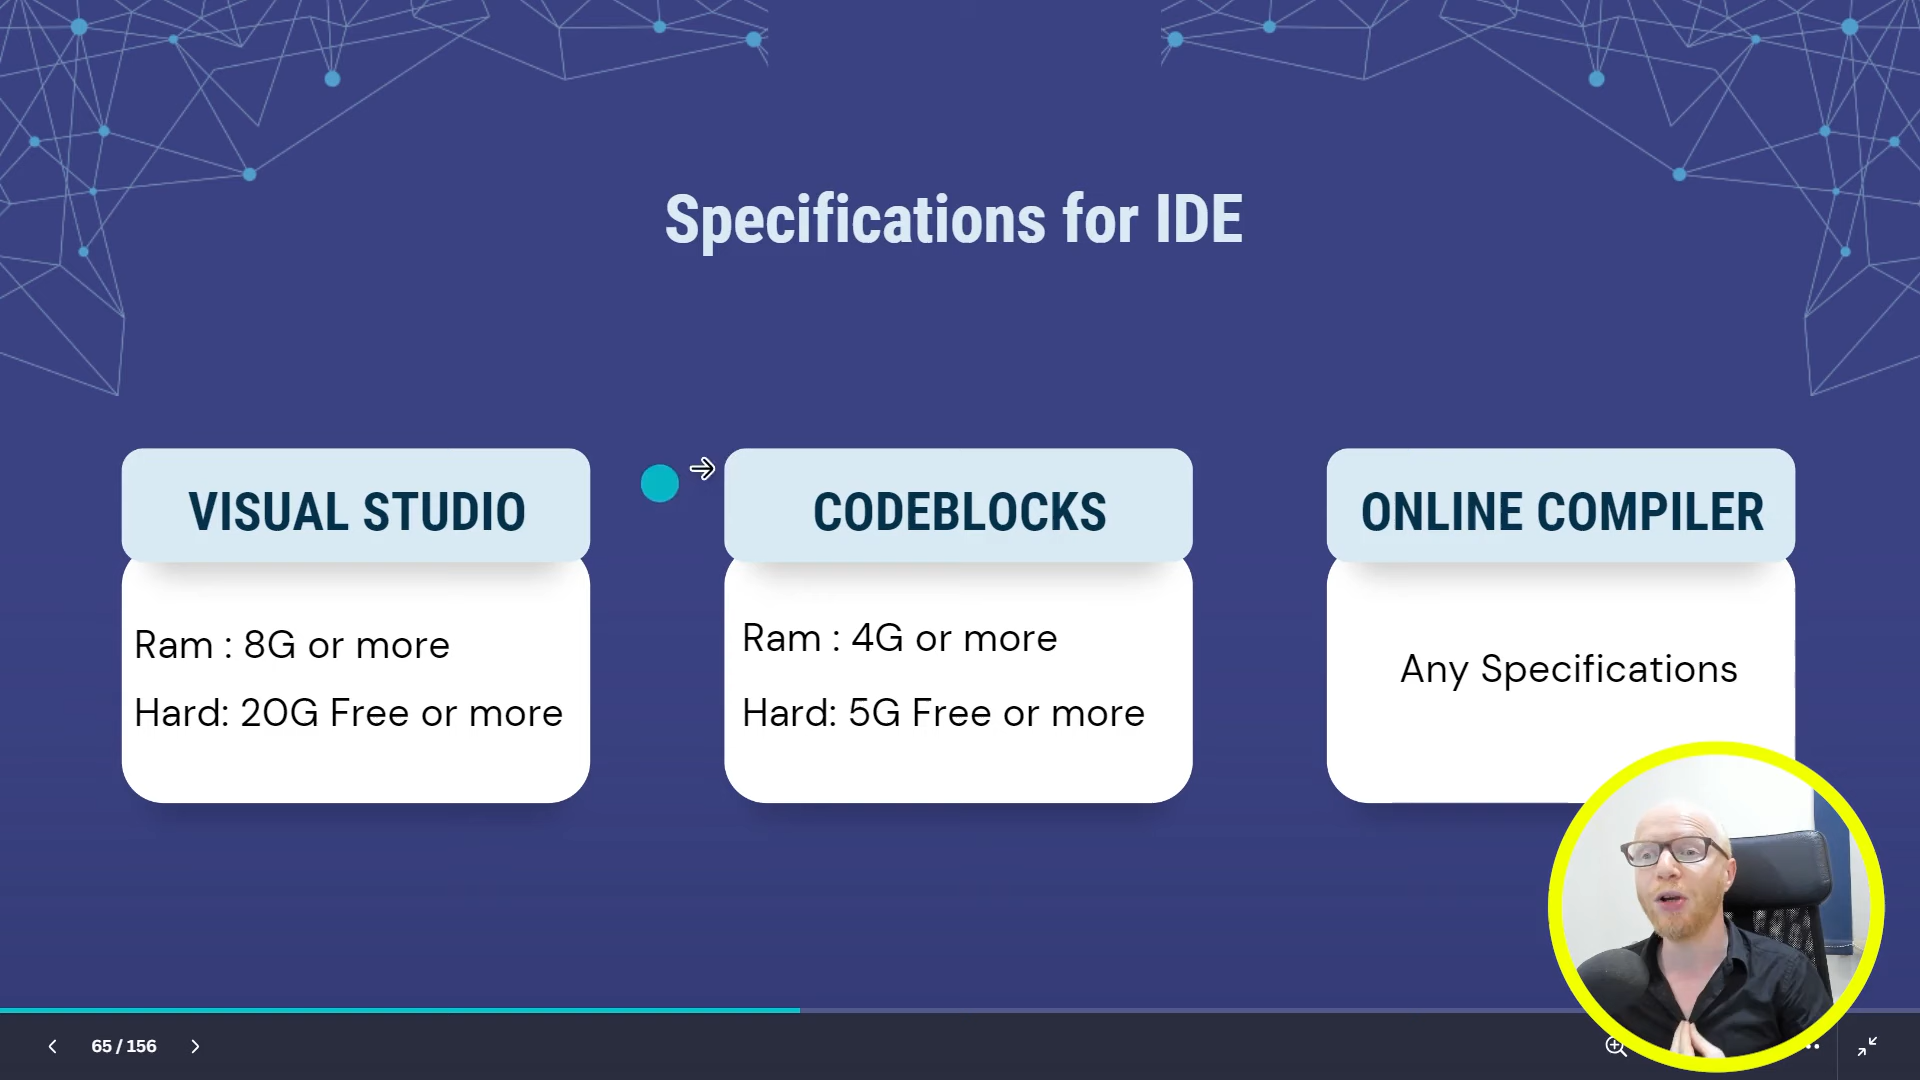 Specifications for IDE
VISUAL STUDIO
Ram : 8G or more
Hard: 20G Free or more
CODEBLOCKS
Ram : 4G or more
Hard: 5G Free or more
ONLINE COMPILER
Any Specifications
65 / 156